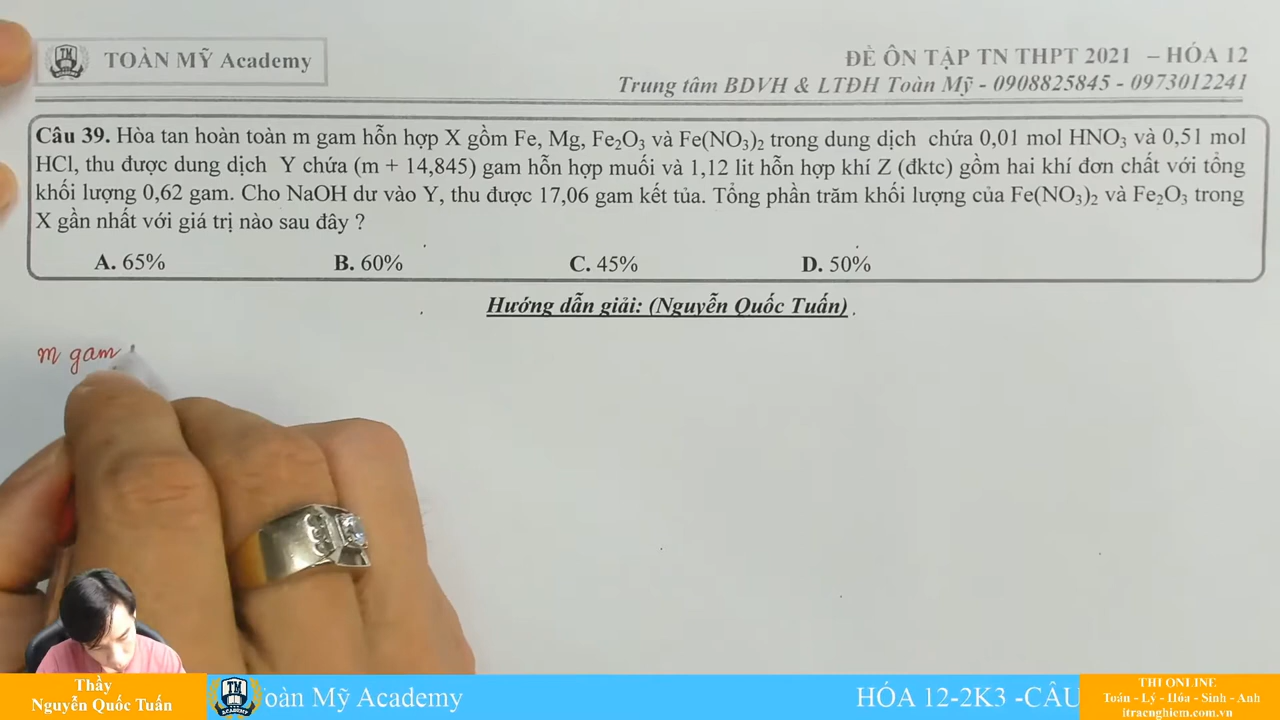 TOÀN MỸ Academy
ĐỀ ÔN TẬP TN THPT 2021 – HÓA 12
Trung tâm BDVH & LTĐH Toàn Mỹ - 0908825845 - 0973012241
Câu 39. Hòa tan hoàn toàn m gam hỗn hợp X gồm Fe, Mg, Fe₂O₃ và Fe(NO₃)₂ trong dung dịch chứa 0,01 mol HNO₃ và 0,51 mol
HCl, thu được dung dịch Y chứa (m + 14,845) gam hỗn hợp muối và 1,12 lit hỗn hợp khí Z (đktc) gồm hai khí đơn chất với tổng
khối lượng 0,62 gam. Cho NaOH dư vào Y, thu được 17,06 gam kết tủa. Tổng phần trăm khối lượng của Fe(NO₃)₂ và Fe₂O₃ trong
X gần nhất với giá trị nào sau đây ?
A. 65% B. 60% C. 45% D. 50%
Hướng dẫn giải: (Nguyễn Quốc Tuấn)
m gam
Thầy
Nguyễn Quốc Tuấn
TM
ACADEMY
oàn Mỹ Academy
HÓA 12-2K3 -CÂU
THI ONLINE
Toán - Lý - Hóa - Sinh - Anh
itracnghiem.com.vn